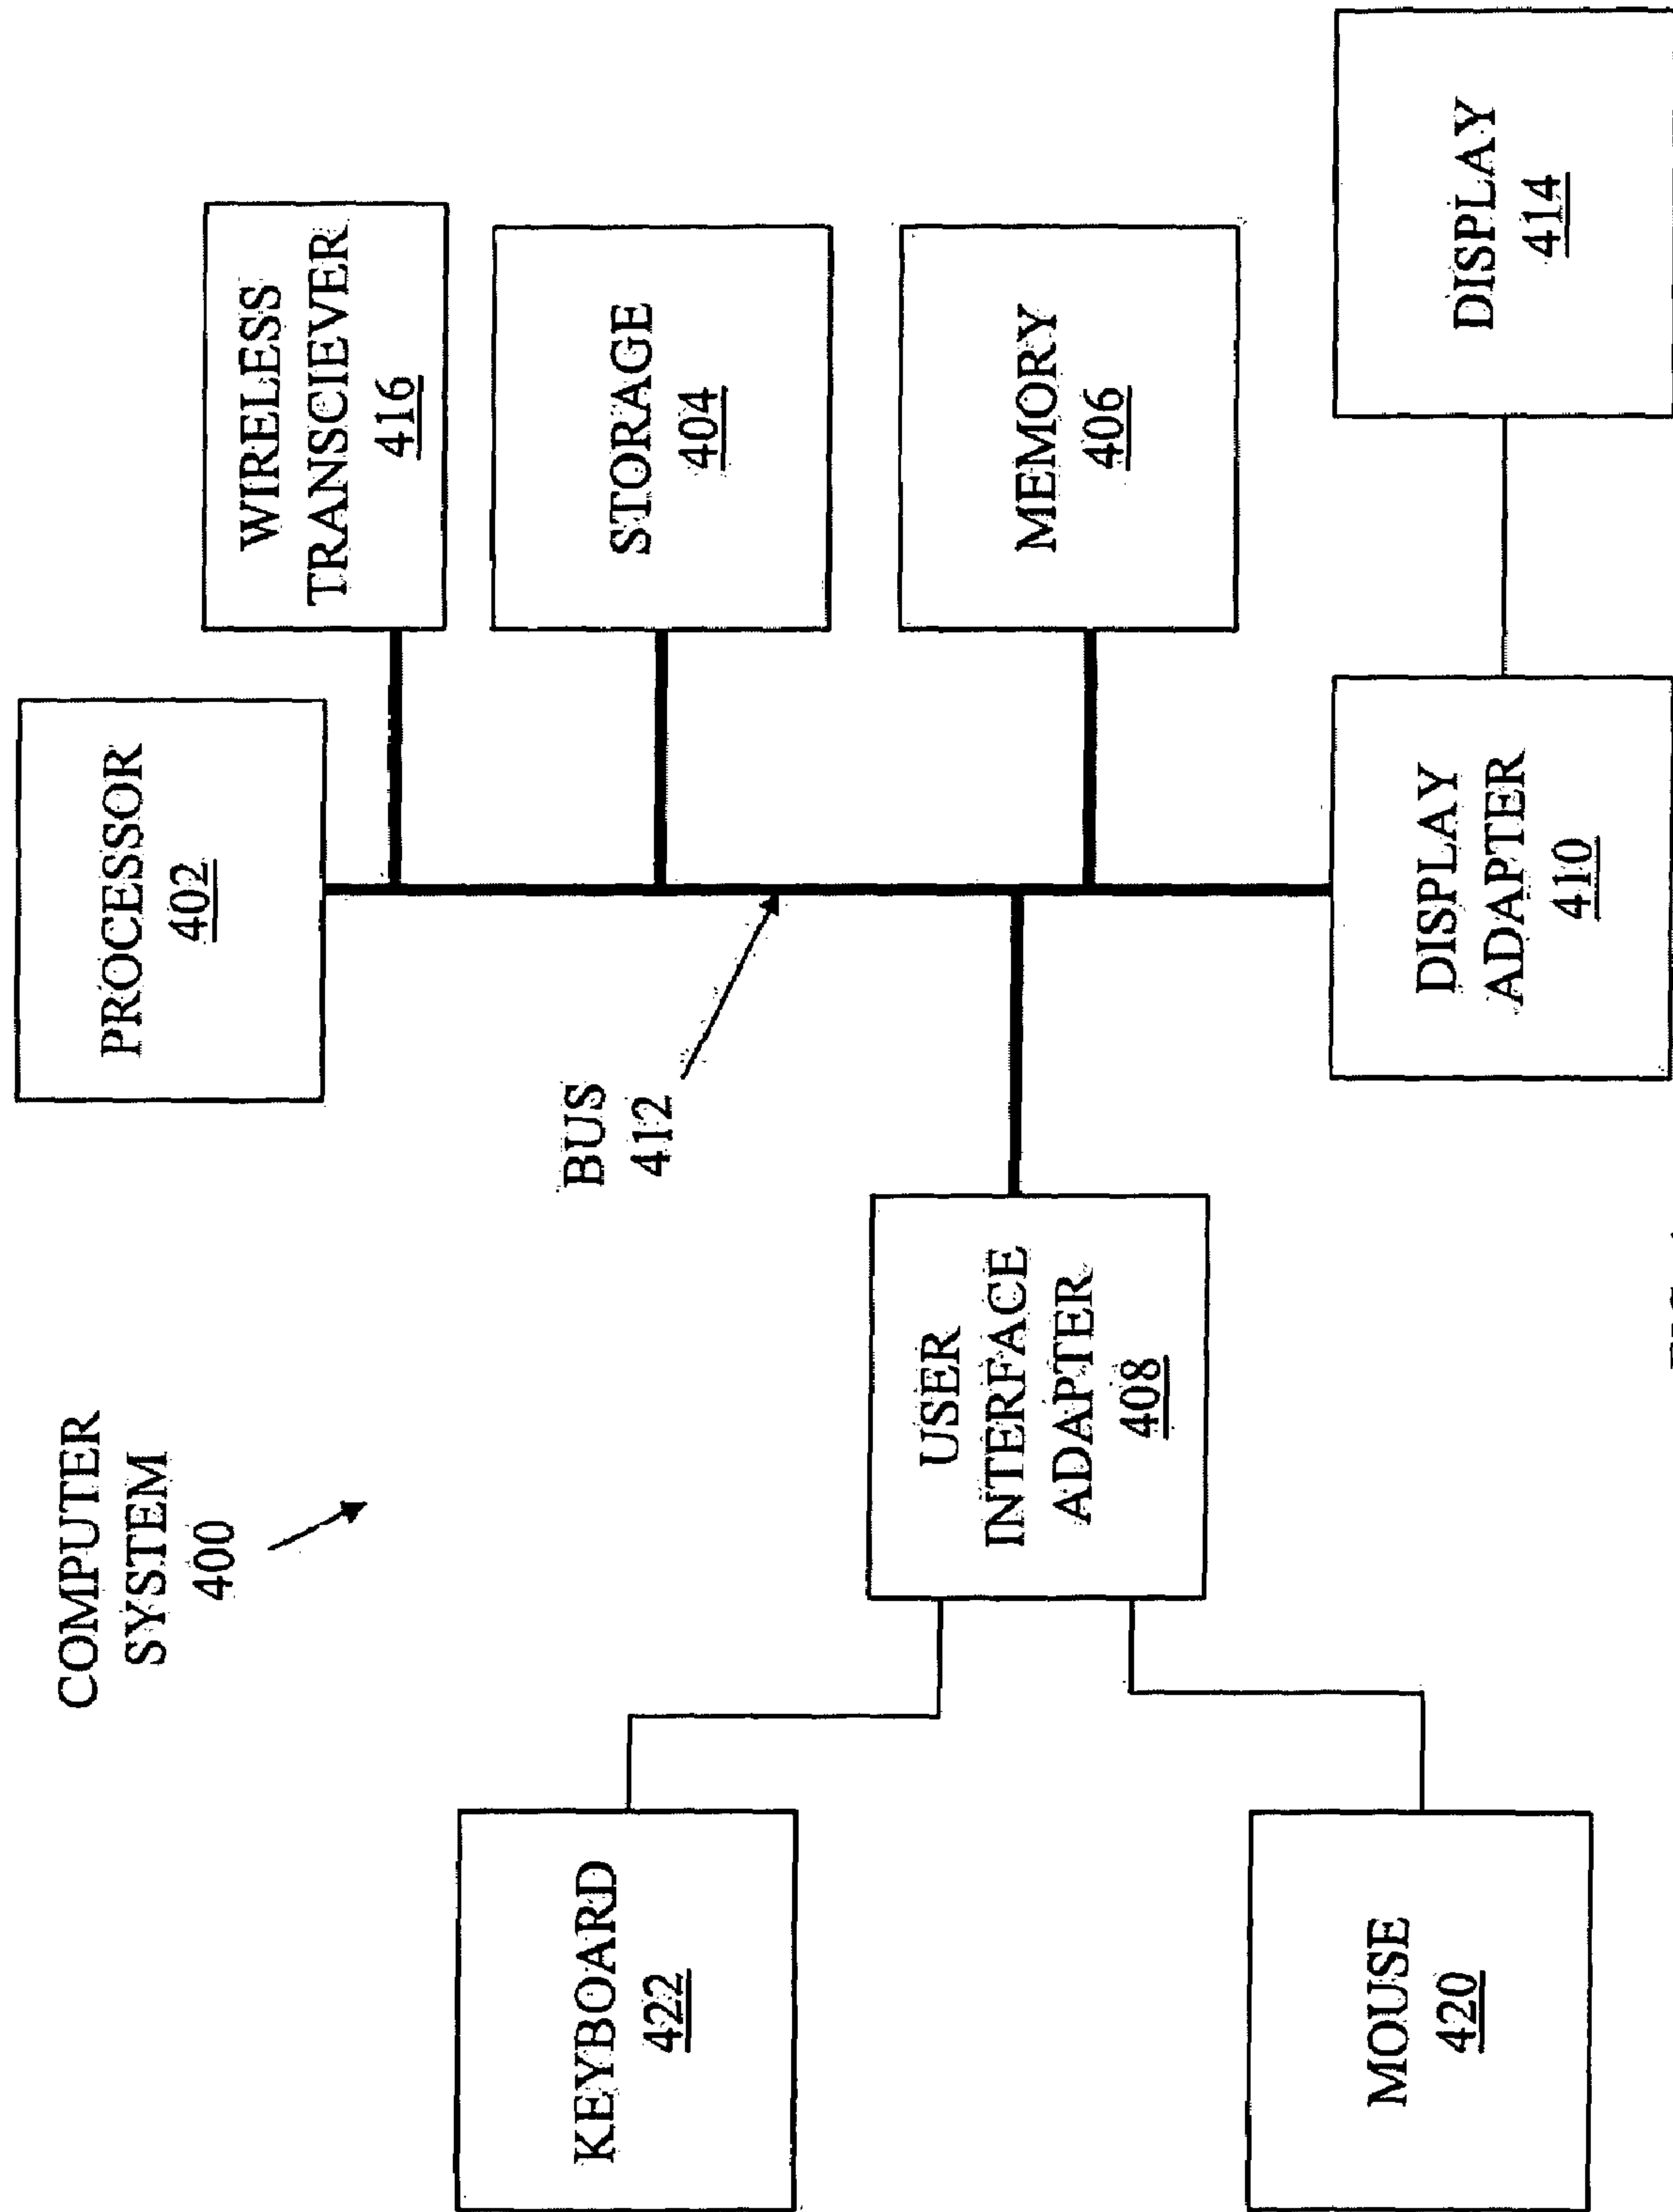 COMPUTER
SYSTEM
400
PROCESSOR
402
WIRELESS
TRANSCIEVER
416
KEYBOARD
422
BUS
412
STORAGE
404
USER
INTERFACE
ADAPTER
408
MEMORY
406
MOUSE
420
DISPLAY
ADAPTER
410
DISPLAY
414